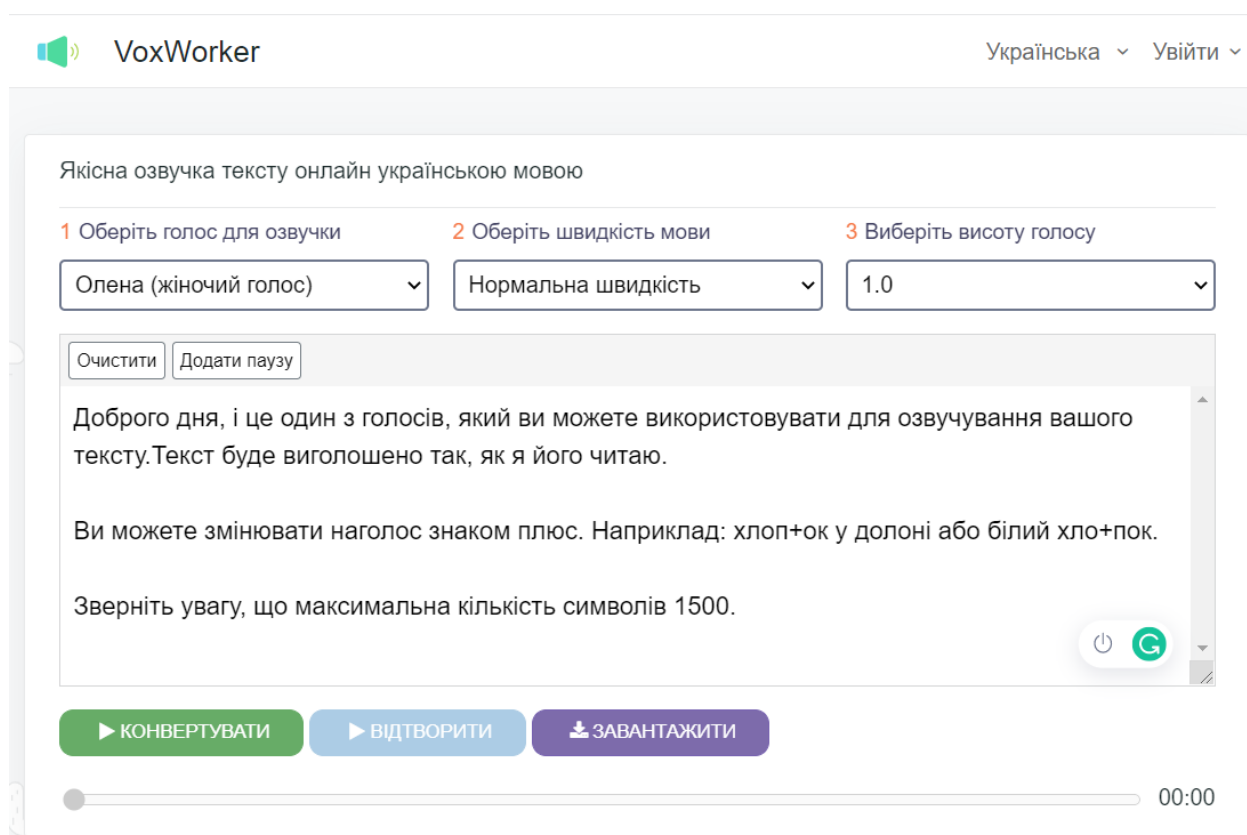 VoxWorker
Українська
Увійти
Якісна озвучка тексту онлайн українською мовою
1 Оберіть голос для озвучки
2 Оберіть швидкість мови
3 Виберіть висоту голосу
Олена (жіночий голос)
Нормальна швидкість
1.0
Очистити
Додати паузу
Доброго дня, і це один з голосів, який ви можете використовувати для озвучування вашого
тексту.Текст буде виголошено так, як я його читаю.
Ви можете змінювати наголос знаком плюс. Наприклад: хлоп+ок у долоні або білий хло+пок.
Зверніть увагу, що максимальна кількість символів 1500.
КОНВЕРТУВАТИ
ВІДТВОРИТИ
ЗАВАНТАЖИТИ
00:00